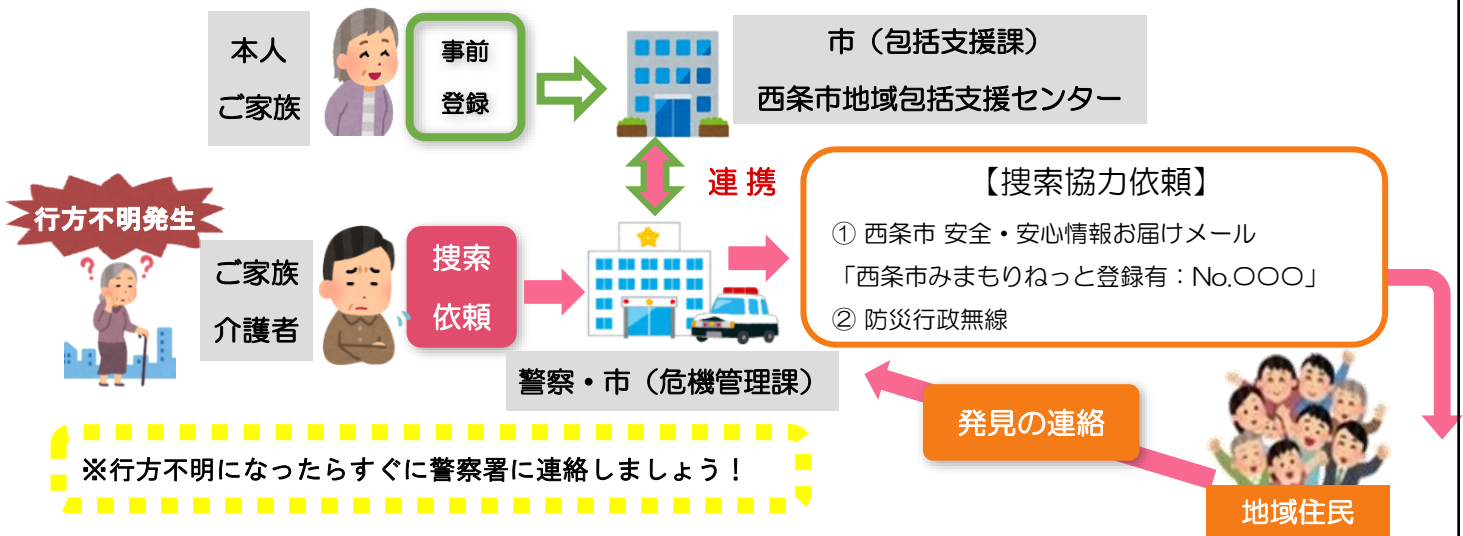 本人
ご家族
事前
登録
市（包括支援課）
西条市地域包括支援センター
連携
行方不明発生
？？
ご家族
介護者
捜索
依頼
警察・市（危機管理課）
【捜索協力依頼】
① 西条市 安全・安心情報お届けメール
「西条市みまもりねっと登録有：No.〇〇〇」
② 防災行政無線
発見の連絡
地域住民
※行方不明になったらすぐに警察署に連絡しましょう！